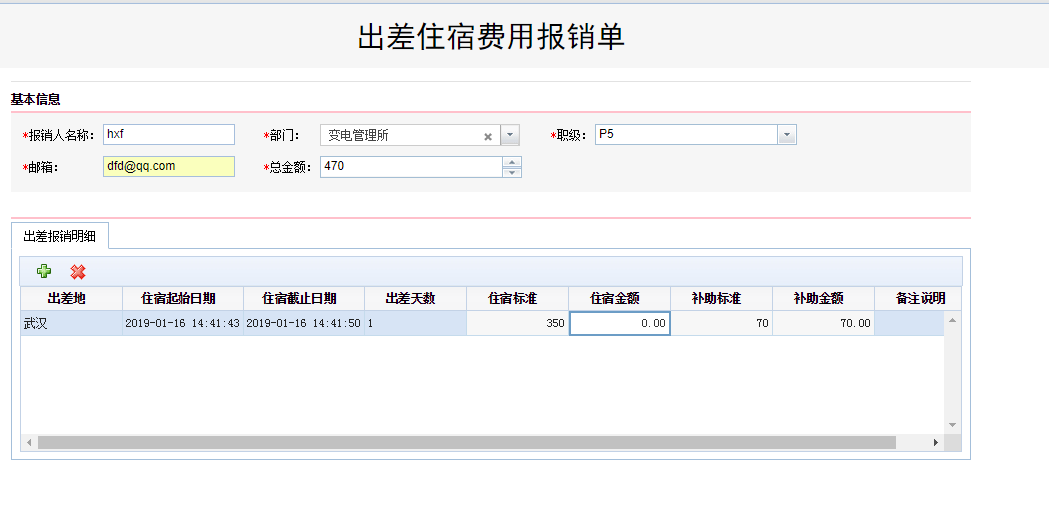 出差住宿费用报销单
基本信息
*报销人名称: hxf *部门: 变电管理所 *职级: P5
*邮箱: dfd@qq.com *总金额: 470
出差报销明细
出差地 住宿起始日期 住宿截止日期 出差天数 住宿标准 住宿金额 补助标准 补助金额 备注说明
武汉 2019-01-16 14:41:43 2019-01-16 14:41:50 1 350 0.00 70 70.00